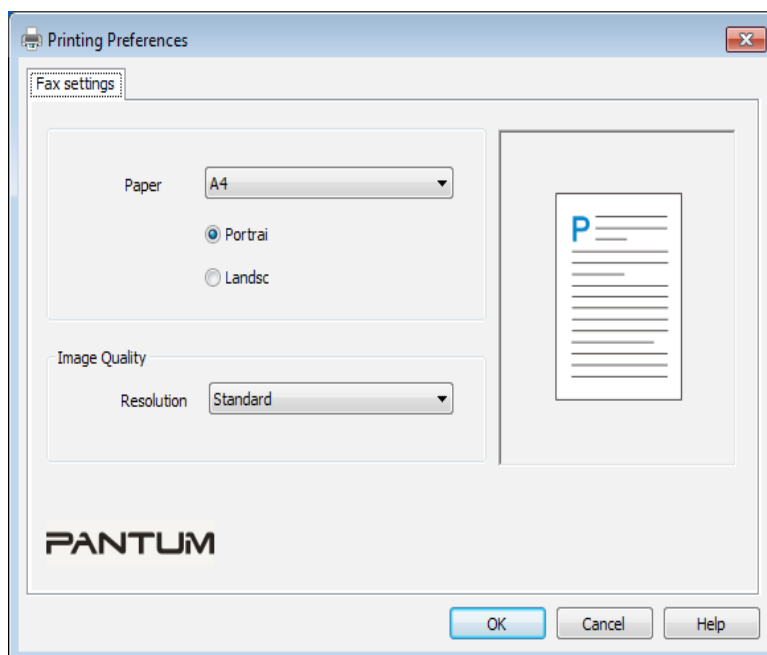 Printing Preferences
Fax settings
Paper
A4
Portrai
Landsc
Image Quality
Resolution
Standard
P
PANTUM
OK
Cancel
Help